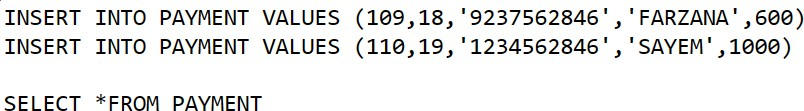 INSERT INTO PAYMENT VALUES (109,18,'9237562846','FARZANA',600)
INSERT INTO PAYMENT VALUES (110,19,'1234562846','SAYEM',1000)
SELECT *FROM PAYMENT